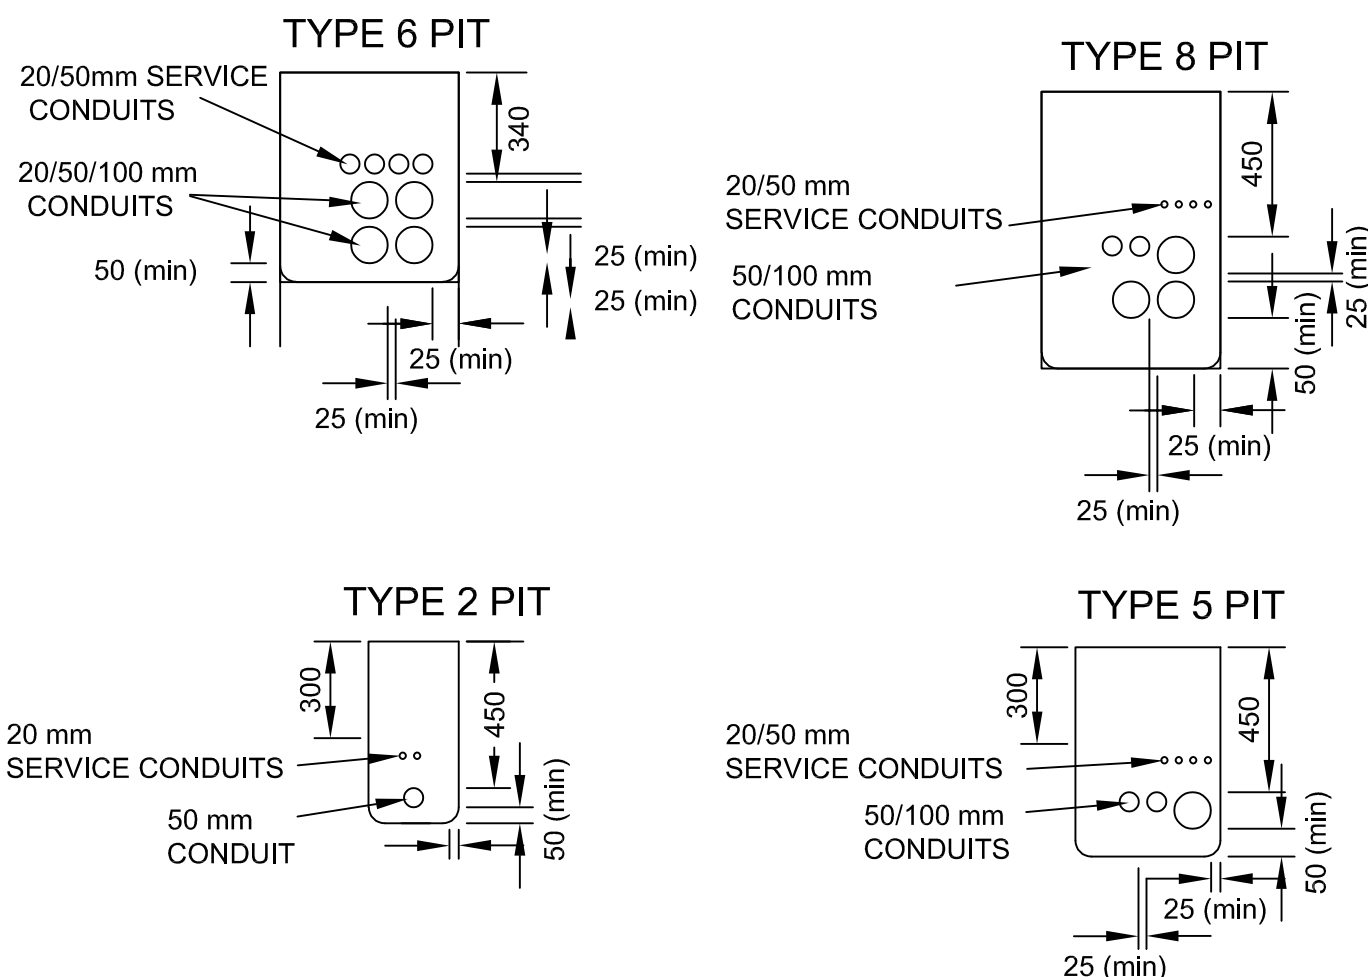 TYPE 6 PIT
20/50mm SERVICE
CONDUITS
20/50/100 mm
CONDUITS
50 (min)
340
25 (min)
25 (min)
25 (min)
25 (min)
TYPE 8 PIT
20/50 mm
SERVICE CONDUITS
50/100 mm
CONDUITS
450
25 (min)
50 (min)
25 (min)
25 (min)
TYPE 2 PIT
300
450
20 mm
SERVICE CONDUITS
50 mm
CONDUIT
50 (min)
TYPE 5 PIT
300
450
20/50 mm
SERVICE CONDUITS
50/100 mm
CONDUITS
50 (min)
25 (min)
25 (min)